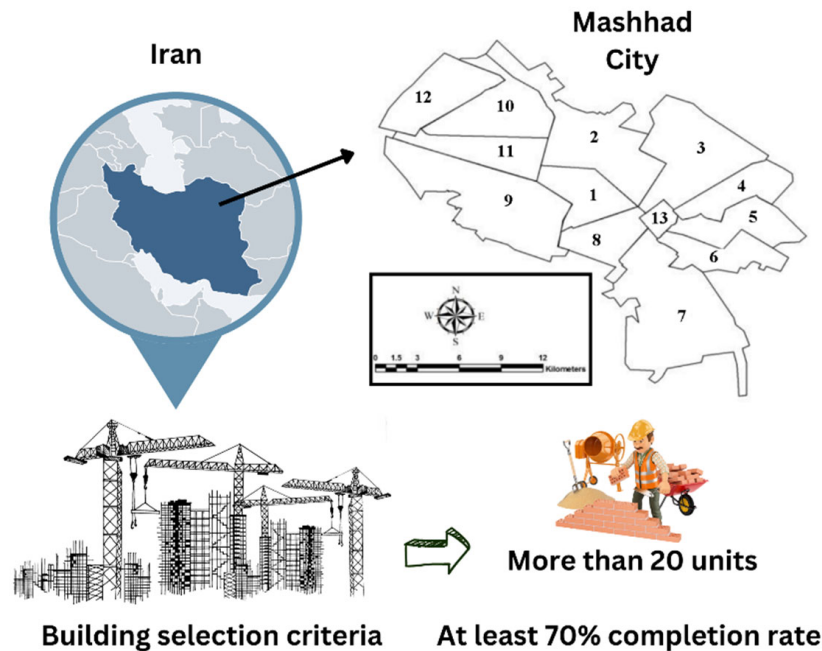 Iran
Mashhad
City
12
10
2
3
11
4
1
9
13
5
8
6
7
N
W E
S
0 1.5 3 6 9 12
Kilometers
More than 20 units
Building selection criteria
At least 70% completion rate